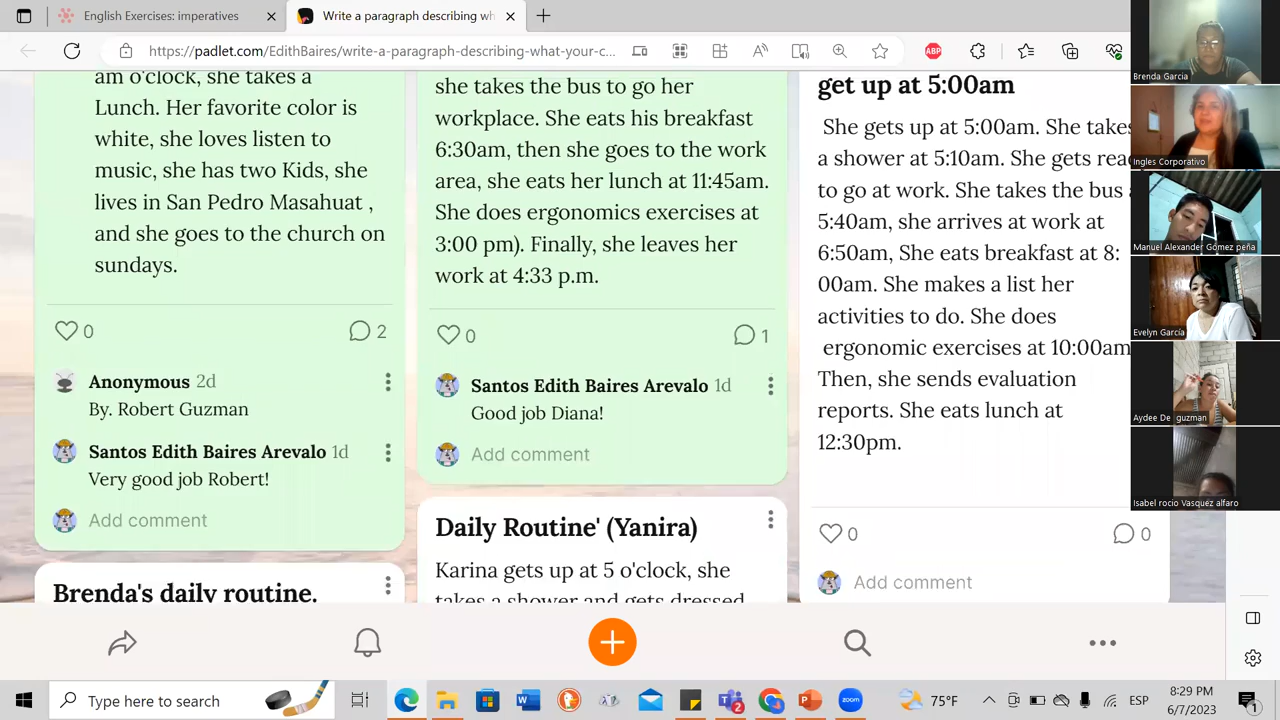 English Exercises: imperatives
Write a paragraph describing wh
https://padlet.com/EdithBaires/write-a-paragraph-describing-what-your-c...
ABP
am o'clock, she takes a
Lunch. Her favorite color is
white, she loves listen to
music, she has two Kids, she
lives in San Pedro Masahuat ,
and she goes to the church on
sundays.
0
2
Anonymous 2d
By. Robert Guzman
Santos Edith Baires Arevalo 1d
Very good job Robert!
Add comment
Brenda's daily routine.
she takes the bus to go her
workplace. She eats his breakfast
6:30am, then she goes to the work
area, she eats her lunch at 11:45am.
She does ergonomics exercises at
3:00 pm). Finally, she leaves her
work at 4:33 p.m.
0
1
Santos Edith Baires Arevalo 1d
Good job Diana!
Add comment
Daily Routine' (Yanira)
Karina gets up at 5 o'clock, she
takes a shower and gets dressed
get up at 5:00am
She gets up at 5:00am. She takes
a shower at 5:10am. She gets rea
to go at work. She takes the bus a
5:40am, she arrives at work at
6:50am, She eats breakfast at 8:
00am. She makes a list her
activities to do. She does
ergonomic exercises at 10:00am
Then, she sends evaluation
reports. She eats lunch at
12:30pm.
0
0
Add comment
Brenda Garcia
Ingles Corporativo
Manuel Alexander Gómez peña
Evelyn García
Aydee De guzman
Isabel rocio Vasquez alfaro
Type here to search
2
zoom
75°F
ESP
8:29 PM
6/7/2023
1